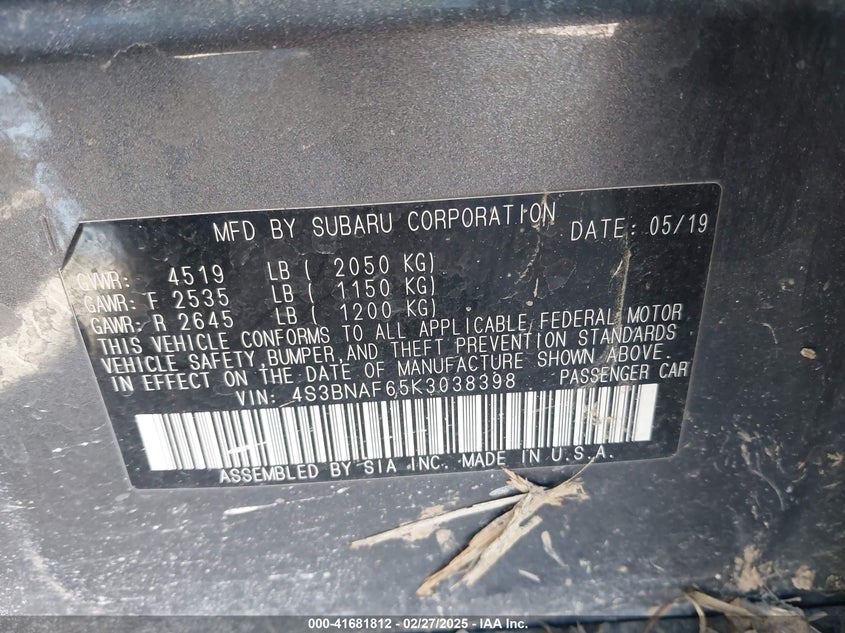 MFD BY SUBARU CORPORATION DATE: 05/19
GVWR: 4519 LB ( 2050 KG)
GAWR: F 2535 LB ( 1150 KG)
GAWR: R 2645 LB ( 1200 KG)
THIS VEHICLE CONFORMS TO ALL APPLICABLE FEDERAL MOTOR
VEHICLE SAFETY, BUMPER, AND THEFT PREVENTION STANDARDS
IN EFFECT ON THE DATE OF MANUFACTURE SHOWN ABOVE.
VIN: 4S3BNAF65K3038398 PASSENGER CAR
ASSEMBLED BY SIA INC. MADE IN U.S.A.
000-41681812 - 02/27/2025 - IAA Inc.